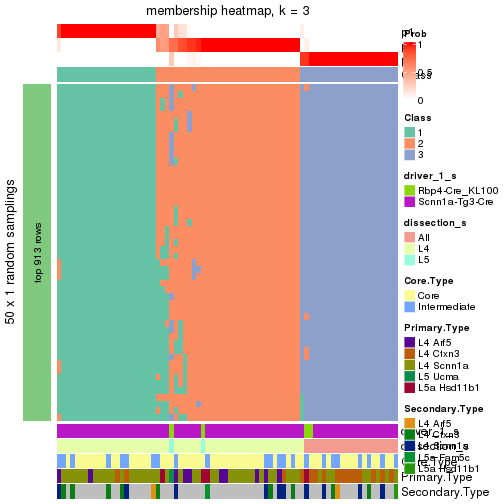 membership heatmap, k = 3
Prob
1
0.5
0
Class
1
2
3
driver_1_s
Rbp4-Cre_KL100
Scnn1a-Tg3-Cre
dissection_s
All
L4
L5
Core.Type
Core
Intermediate
Primary.Type
L4 Arf5
L4 Ctxn3
L4 Scnn1a
L5 Ucma
L5a Hsd11b1
Secondary.Type
L4 Arf5
L4 Ctxn3
L4 Scnn1a
L5a Hsd11b1
50 x 1 random samplings
top 913 rows
Primary.Type
Secondary.Type